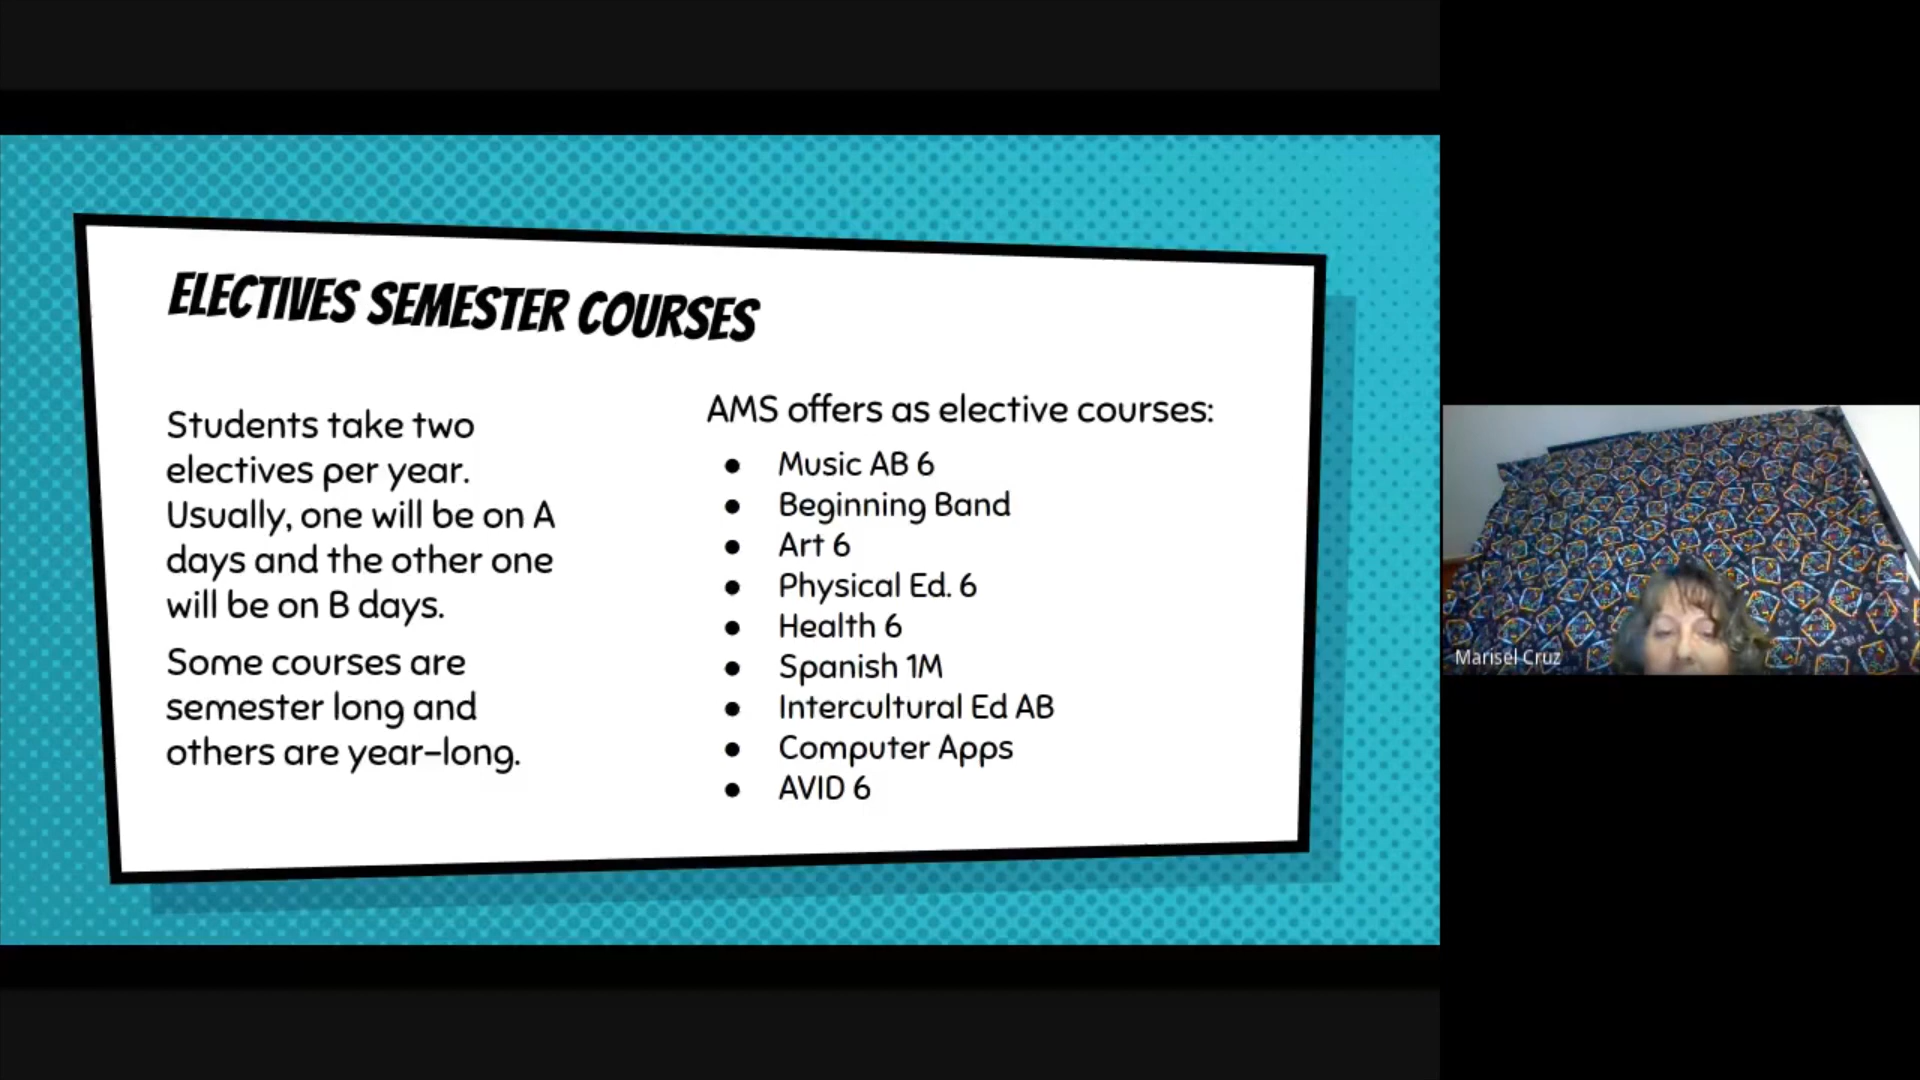 ELECTIVES SEMESTER COURSES
Students take two
electives per year.
Usually, one will be on A
days and the other one
will be on B days.
Some courses are
semester long and
others are year-long.
AMS offers as elective courses:
● Music AB 6
● Beginning Band
● Art 6
● Physical Ed. 6
● Health 6
● Spanish 1M
● Intercultural Ed AB
● Computer Apps
● AVID 6
Marisel Cruz